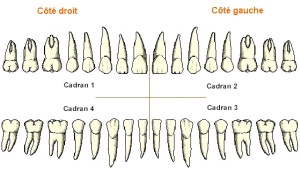 Côté droit
Côté gauche
Cadran 1
Cadran 2
Cadran 4
Cadran 3